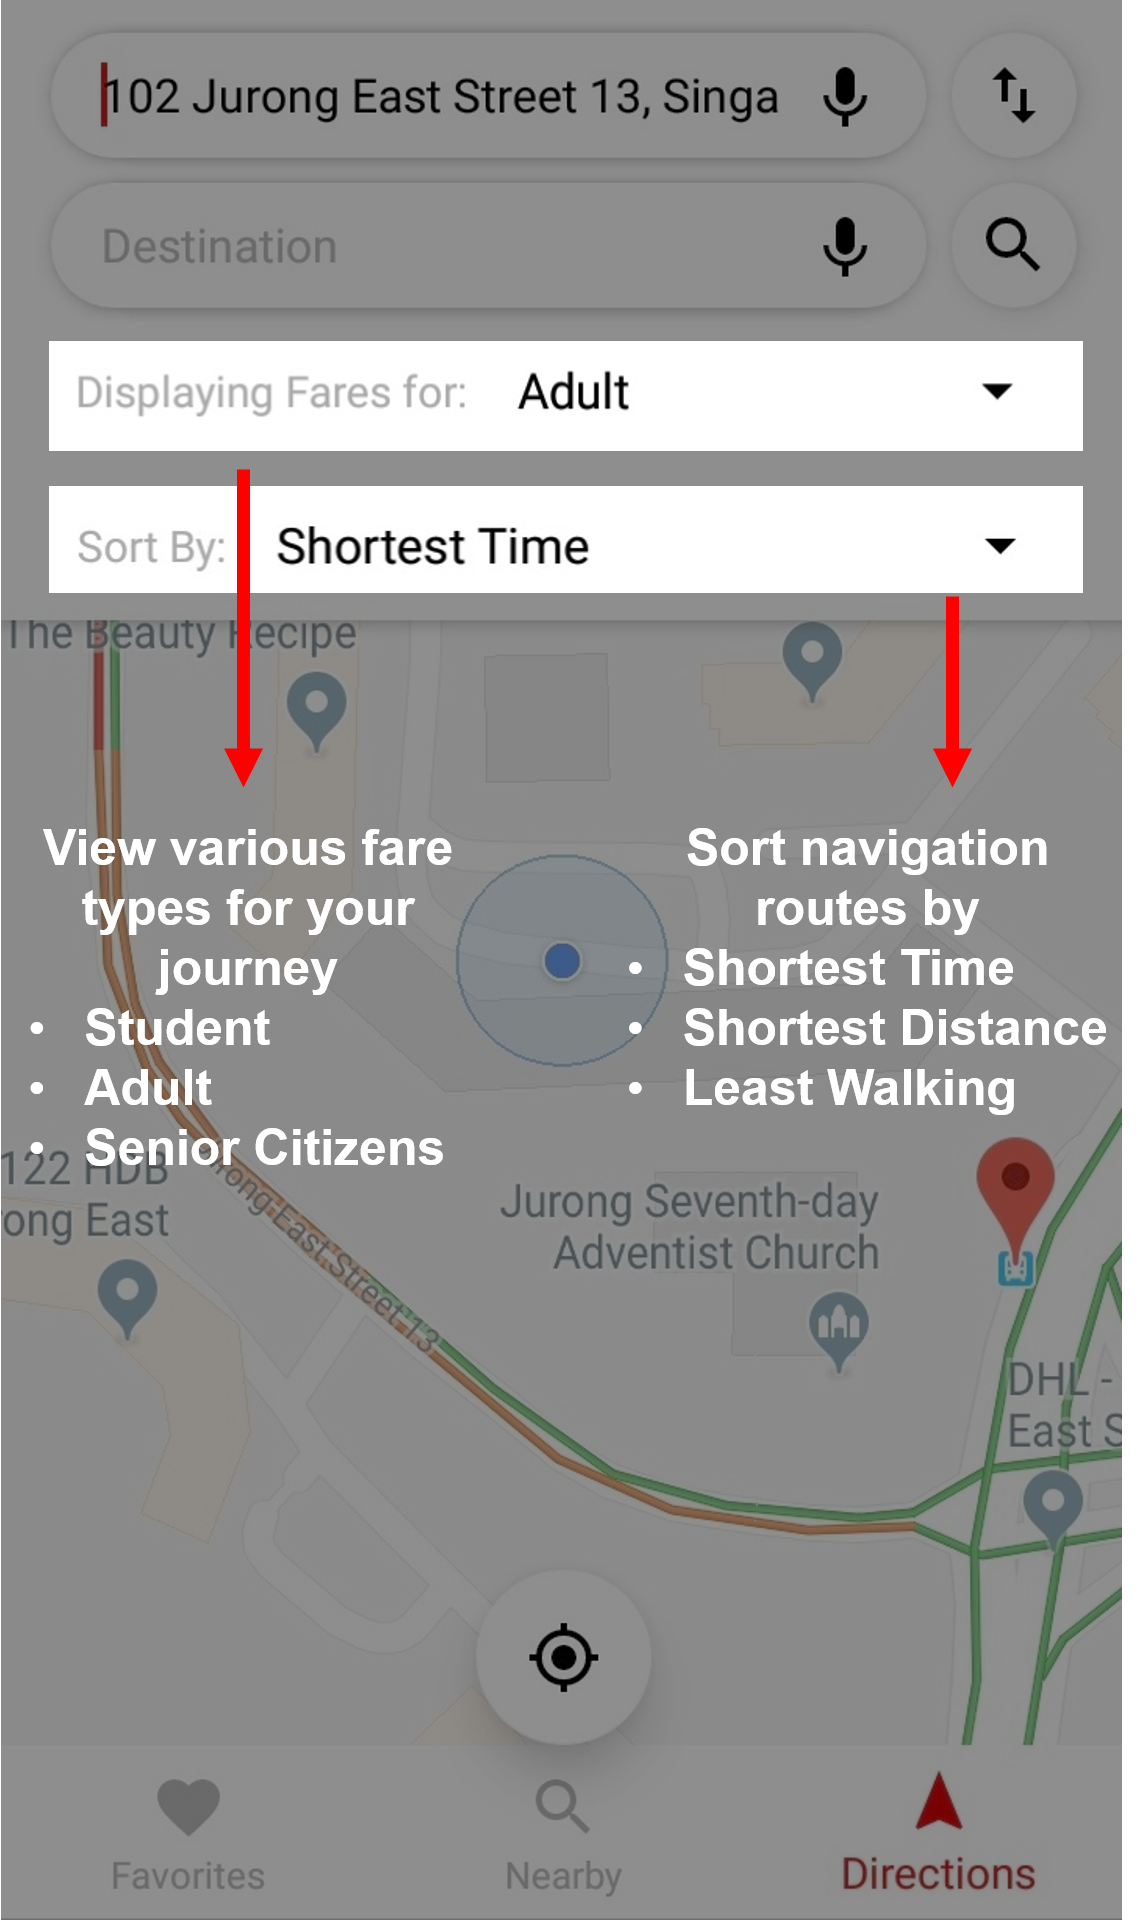 102 Jurong East Street 13, Singa
Destination
Displaying Fares for: Adult
Sort By: Shortest Time
The Beauty Recipe
View various fare
types for your
journey
• Student
• Adult
• Senior Citizens
Sort navigation
routes by
• Shortest Time
• Shortest Distance
• Least Walking
122 HDB
ong East
rong East Street 13
Jurong Seventh-day
Adventist Church
DHL -
East S
Favorites
Nearby
Directions